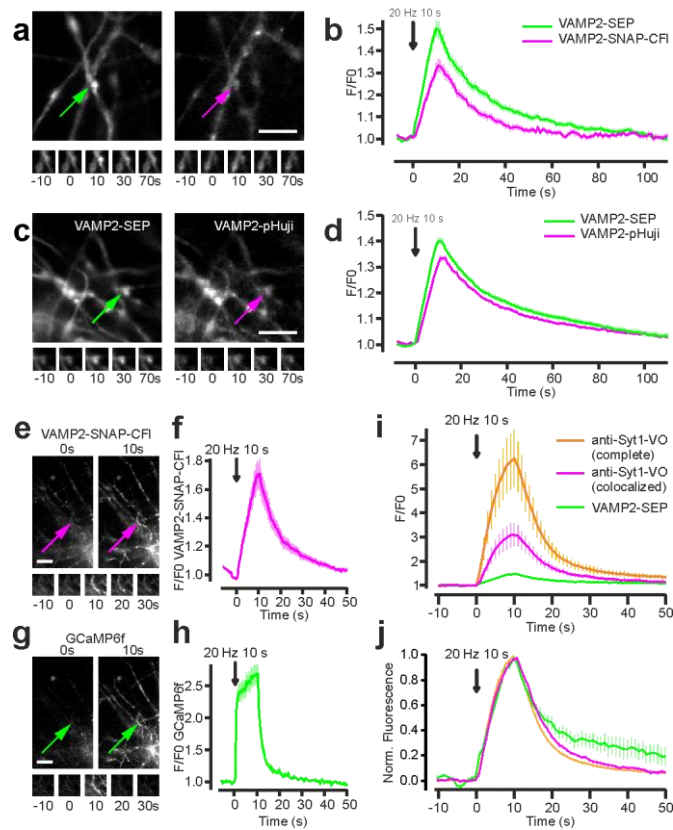 a
-10 0 10 30 70s
-10 0 10 30 70s
b
20 Hz 10 s
VAMP2-SEP
VAMP2-SNAP-CFl
F/F0
1.5
1.4
1.3
1.2
1.1
1.0
0 20 40 60 80 100
Time (s)
c
VAMP2-SEP
VAMP2-pHuji
-10 0 10 30 70s
-10 0 10 30 70s
d
20 Hz 10 s
VAMP2-SEP
VAMP2-pHuji
F/F0
1.5
1.4
1.3
1.2
1.1
1.0
0 20 40 60 80 100
Time (s)
e
VAMP2-SNAP-CFl
0s 10s
-10 0 10 20 30s
f
20 Hz 10 s
F/F0 VAMP2-SNAP-CFl
1.8
1.6
1.4
1.2
1.0
0 10 20 30 40 50
Time (s)
g
GCaMP6f
0s 10s
-10 0 10 20 30s
h
20 Hz 10 s
F/F0 GCaMP6f
2.5
2.0
1.5
1.0
0 10 20 30 40 50
Time (s)
i
20 Hz 10 s
anti-Syt1-VO
(complete)
anti-Syt1-VO
(colocalized)
VAMP2-SEP
F/F0
7
6
5
4
3
2
1
-10 0 10 20 30 40 50
Time (s)
j
20 Hz 10 s
Norm. Fluorescence
1.0
0.8
0.6
0.4
0.2
0.0
-10 0 10 20 30 40 50
Time (s)